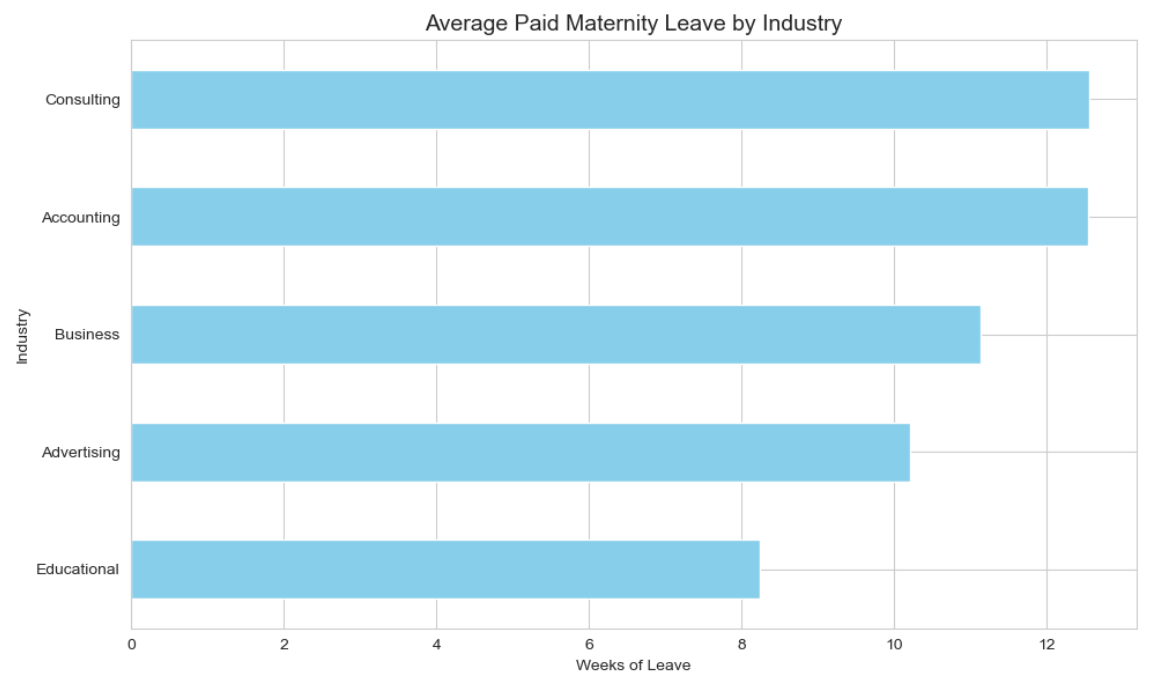 Average Paid Maternity Leave by Industry
Consulting
Accounting
Business
Advertising
Educational
Industry
0 2 4 6 8 10 12
Weeks of Leave